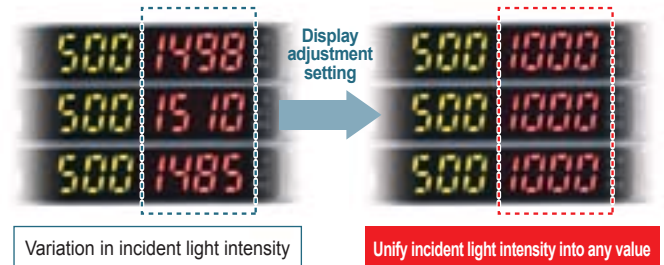 500 1498
500 1510
500 1485
Display
adjustment
setting
500 1000
500 1000
500 1000
Variation in incident light intensity
Unify incident light intensity into any value